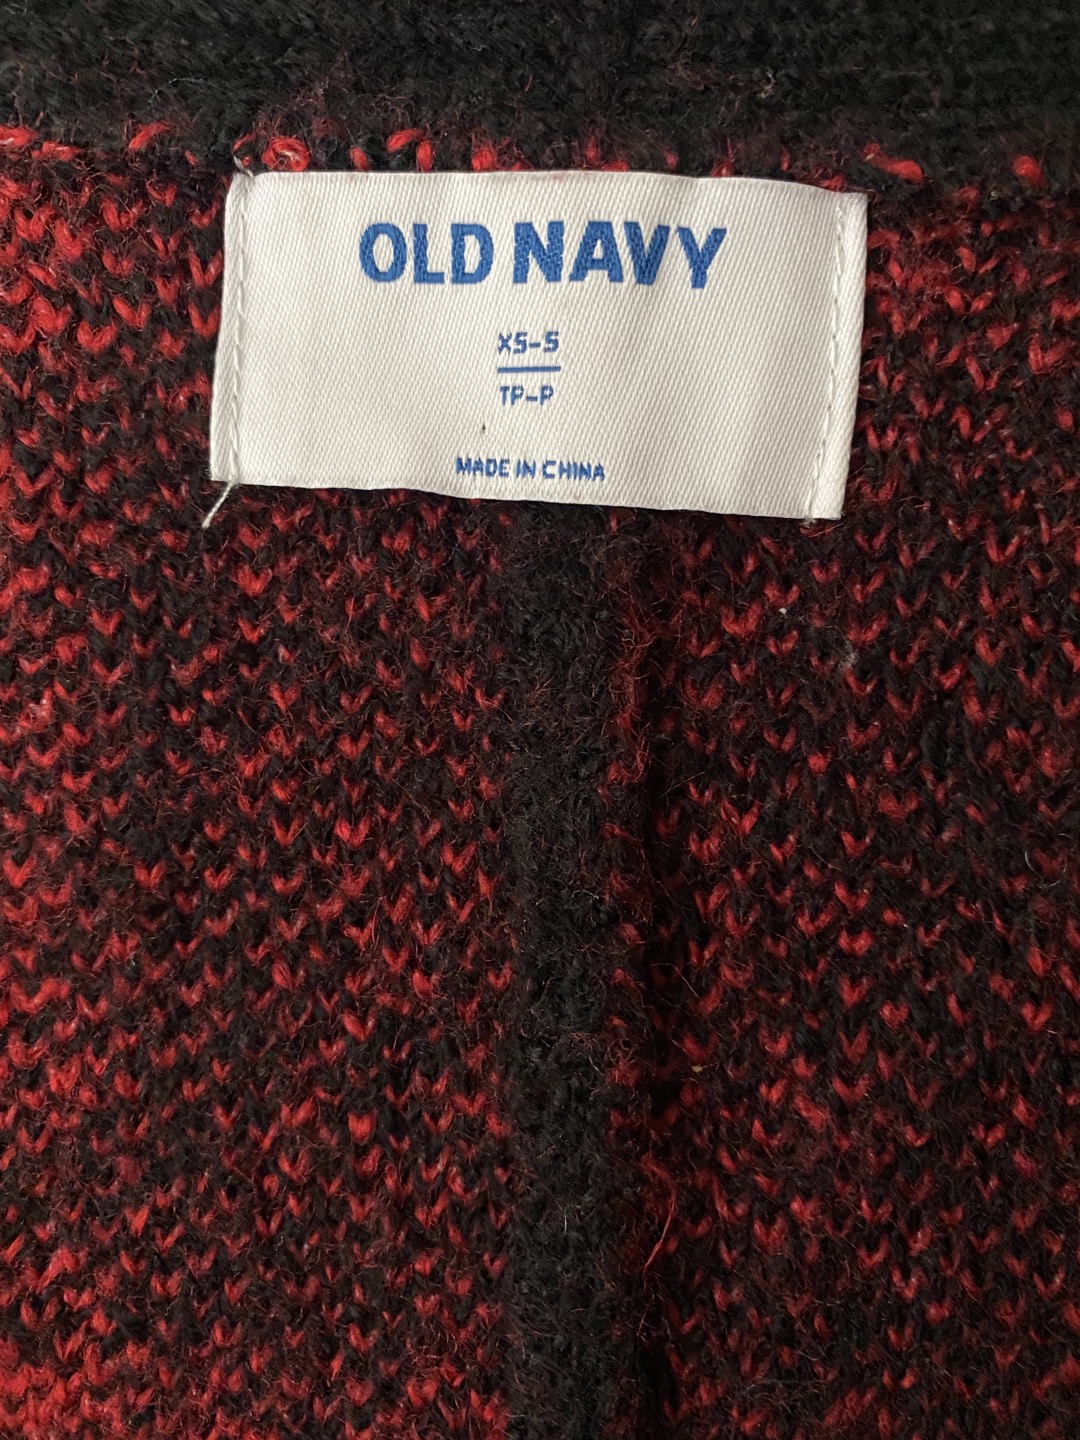 OLD NAVY
XS-S
TP-P
MADE IN CHINA